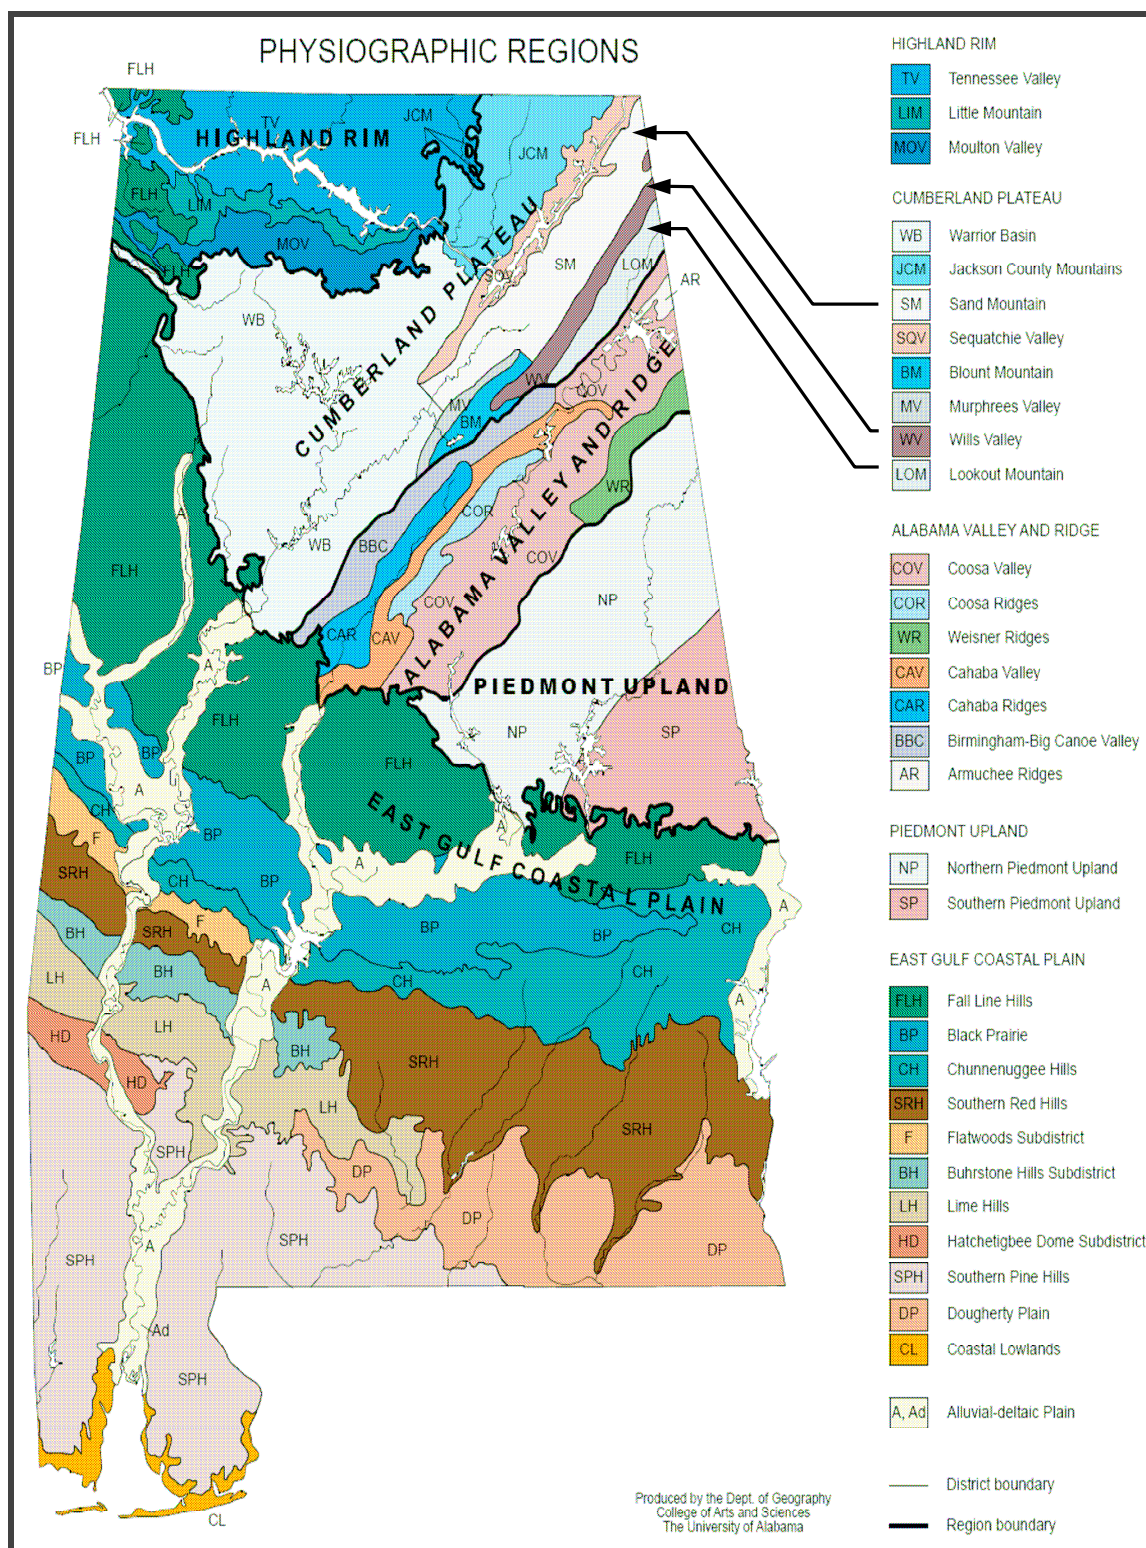 PHYSIOGRAPHIC REGIONS
FLH
FLH
TV
HIGHLAND RIM
JCM
JCM
FLH
LIM
MOV
FLH
SQV
SM
LOM
AR
WB
CUMBERLAND PLATEAU
MV
BM
WV
COV
ALABAMA VALLEY AND RIDGE
WR
A
FLH
WB
BBC
COR
COV
COV
NP
CAR
CAV
BP
A
PIEDMONT UPLAND
FLH
NP
SP
BP
BP
FLH
A
CH
F
BP
EAST GULF COASTAL PLAIN
A
A
FLH
SRH
CH
BP
F
BP
BP
CH
A
BH
SRH
BH
LH
A
CH
CH
A
HD
LH
BH
SRH
HD
LH
SRH
SPH
DP
DP
DP
SPH
A
SPH
Ad
SPH
CL
HIGHLAND RIM
TV Tennessee Valley
LIM Little Mountain
MOV Moulton Valley
CUMBERLAND PLATEAU
WB Warrior Basin
JCM Jackson County Mountains
SM Sand Mountain
SQV Sequatchie Valley
BM Blount Mountain
MV Murphrees Valley
WV Wills Valley
LOM Lookout Mountain
ALABAMA VALLEY AND RIDGE
COV Coosa Valley
COR Coosa Ridges
WR Weisner Ridges
CAV Cahaba Valley
CAR Cahaba Ridges
BBC Birmingham-Big Canoe Valley
AR Armuchee Ridges
PIEDMONT UPLAND
NP Northern Piedmont Upland
SP Southern Piedmont Upland
EAST GULF COASTAL PLAIN
FLH Fall Line Hills
BP Black Prairie
CH Chunnenuggee Hills
SRH Southern Red Hills
F Flatwoods Subdistrict
BH Buhrstone Hills Subdistrict
LH Lime Hills
HD Hatchetigbee Dome Subdistrict
SPH Southern Pine Hills
DP Dougherty Plain
CL Coastal Lowlands
A, Ad Alluvial-deltaic Plain
District boundary
Region boundary
Produced by the Dept. of Geography
College of Arts and Sciences
The University of Alabama